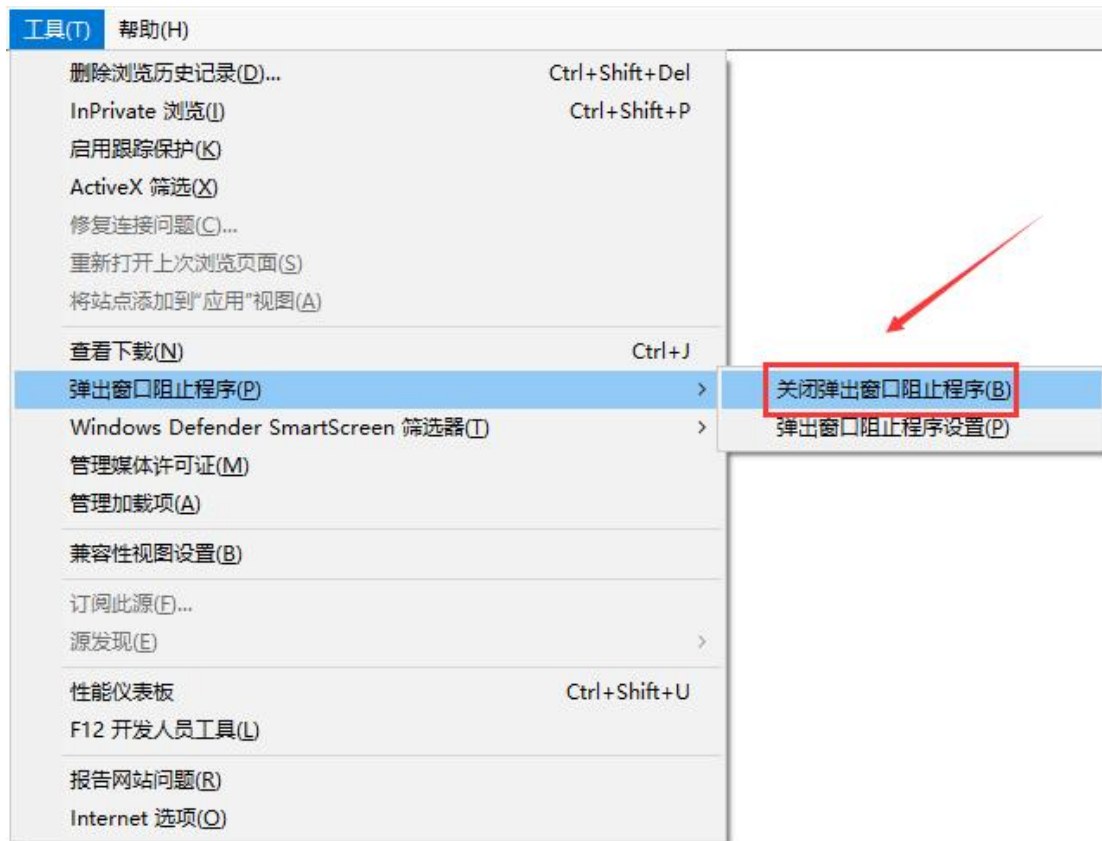 工具(T) 帮助(H)
删除浏览历史记录(D)... Ctrl+Shift+Del
InPrivate 浏览(I) Ctrl+Shift+P
启用跟踪保护(K)
ActiveX 筛选(X)
修复连接问题(C)...
重新打开上次浏览页面(S)
将站点添加到“应用”视图(A)
查看下载(N) Ctrl+J
弹出窗口阻止程序(P) > 关闭弹出窗口阻止程序(B)
Windows Defender SmartScreen 筛选器(T) > 弹出窗口阻止程序设置(P)
管理媒体许可证(M)
管理加载项(A)
兼容性视图设置(B)
订阅此源(F)...
源发现(E) >
性能仪表板 Ctrl+Shift+U
F12 开发人员工具(L)
报告网站问题(R)
Internet 选项(O)